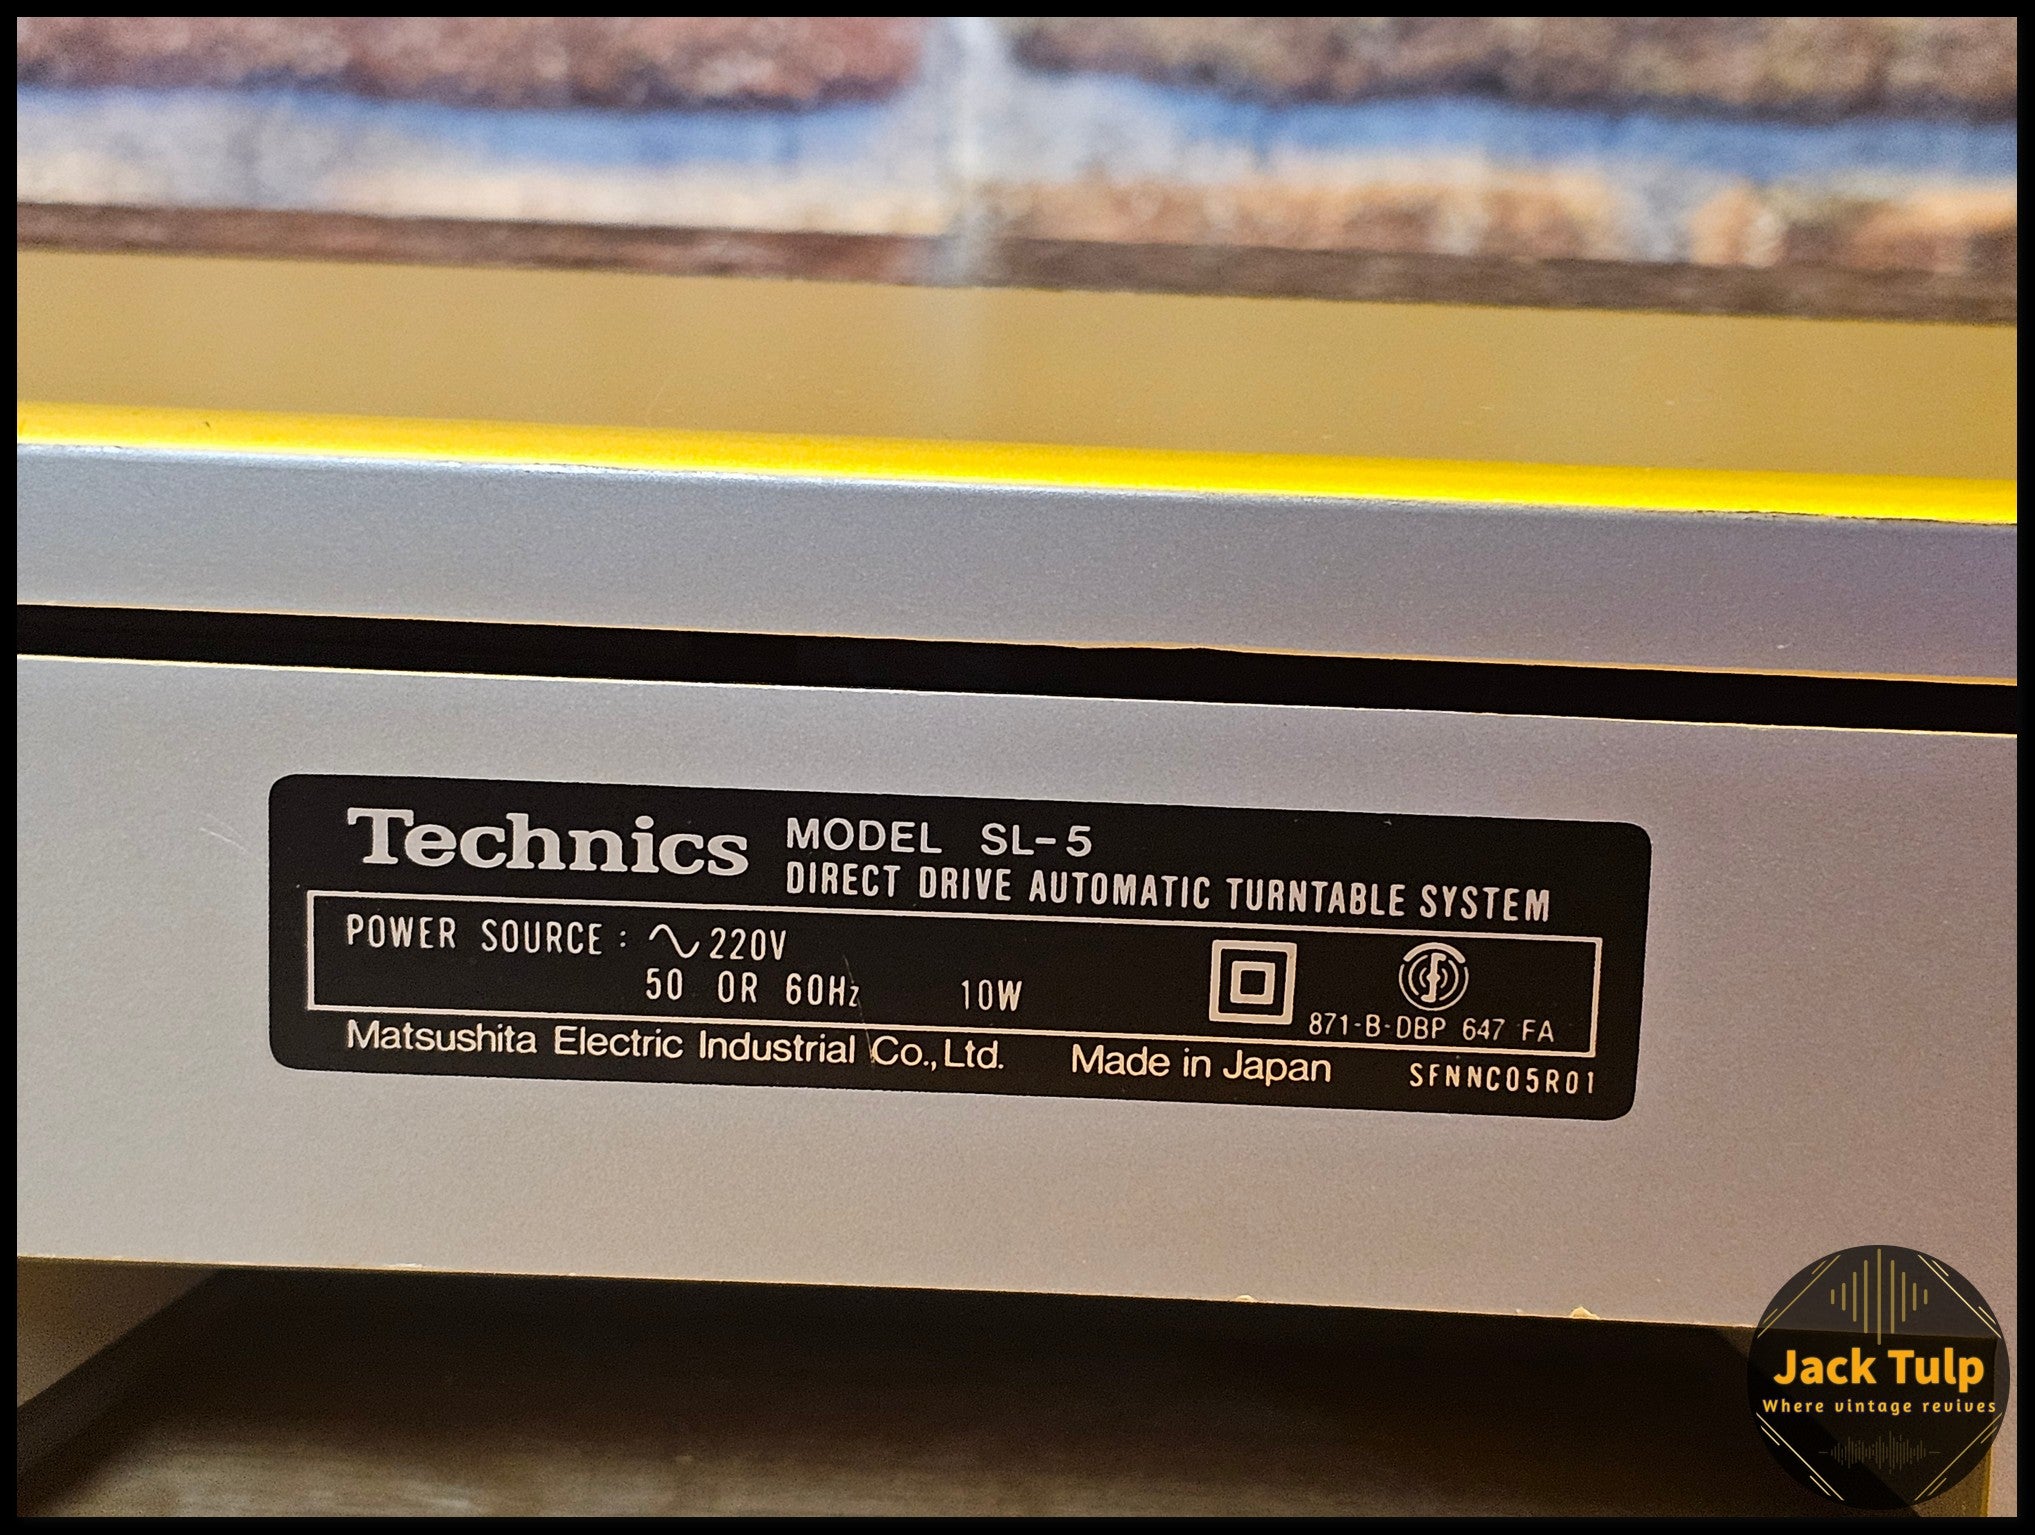 Technics MODEL SL-5
DIRECT DRIVE AUTOMATIC TURNTABLE SYSTEM
POWER SOURCE : ∿ 220V
50 OR 60Hz 10W
871-B-DBP 647 FA
Matsushita Electric Industrial Co., Ltd. Made in Japan SFNNC05R01
Jack Tulp
Where vintage revives